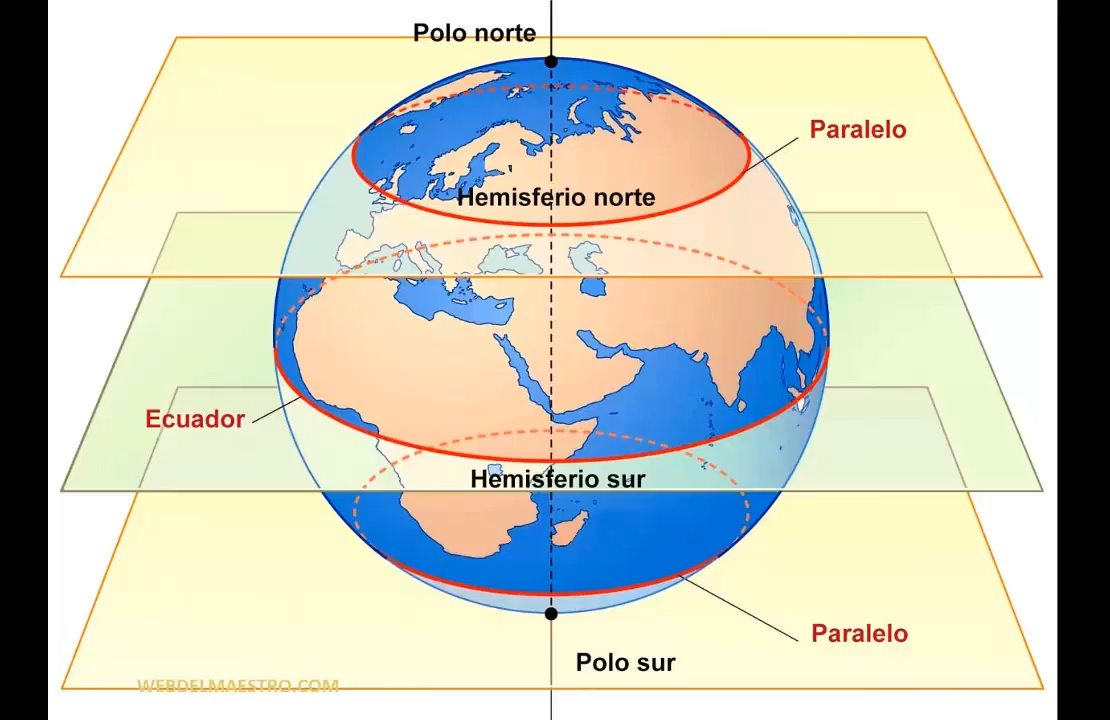 Polo norte
Paralelo
Hemisferio norte
Ecuador
Hemisferio sur
Paralelo
Polo sur
WEBDELMAESTRO.COM